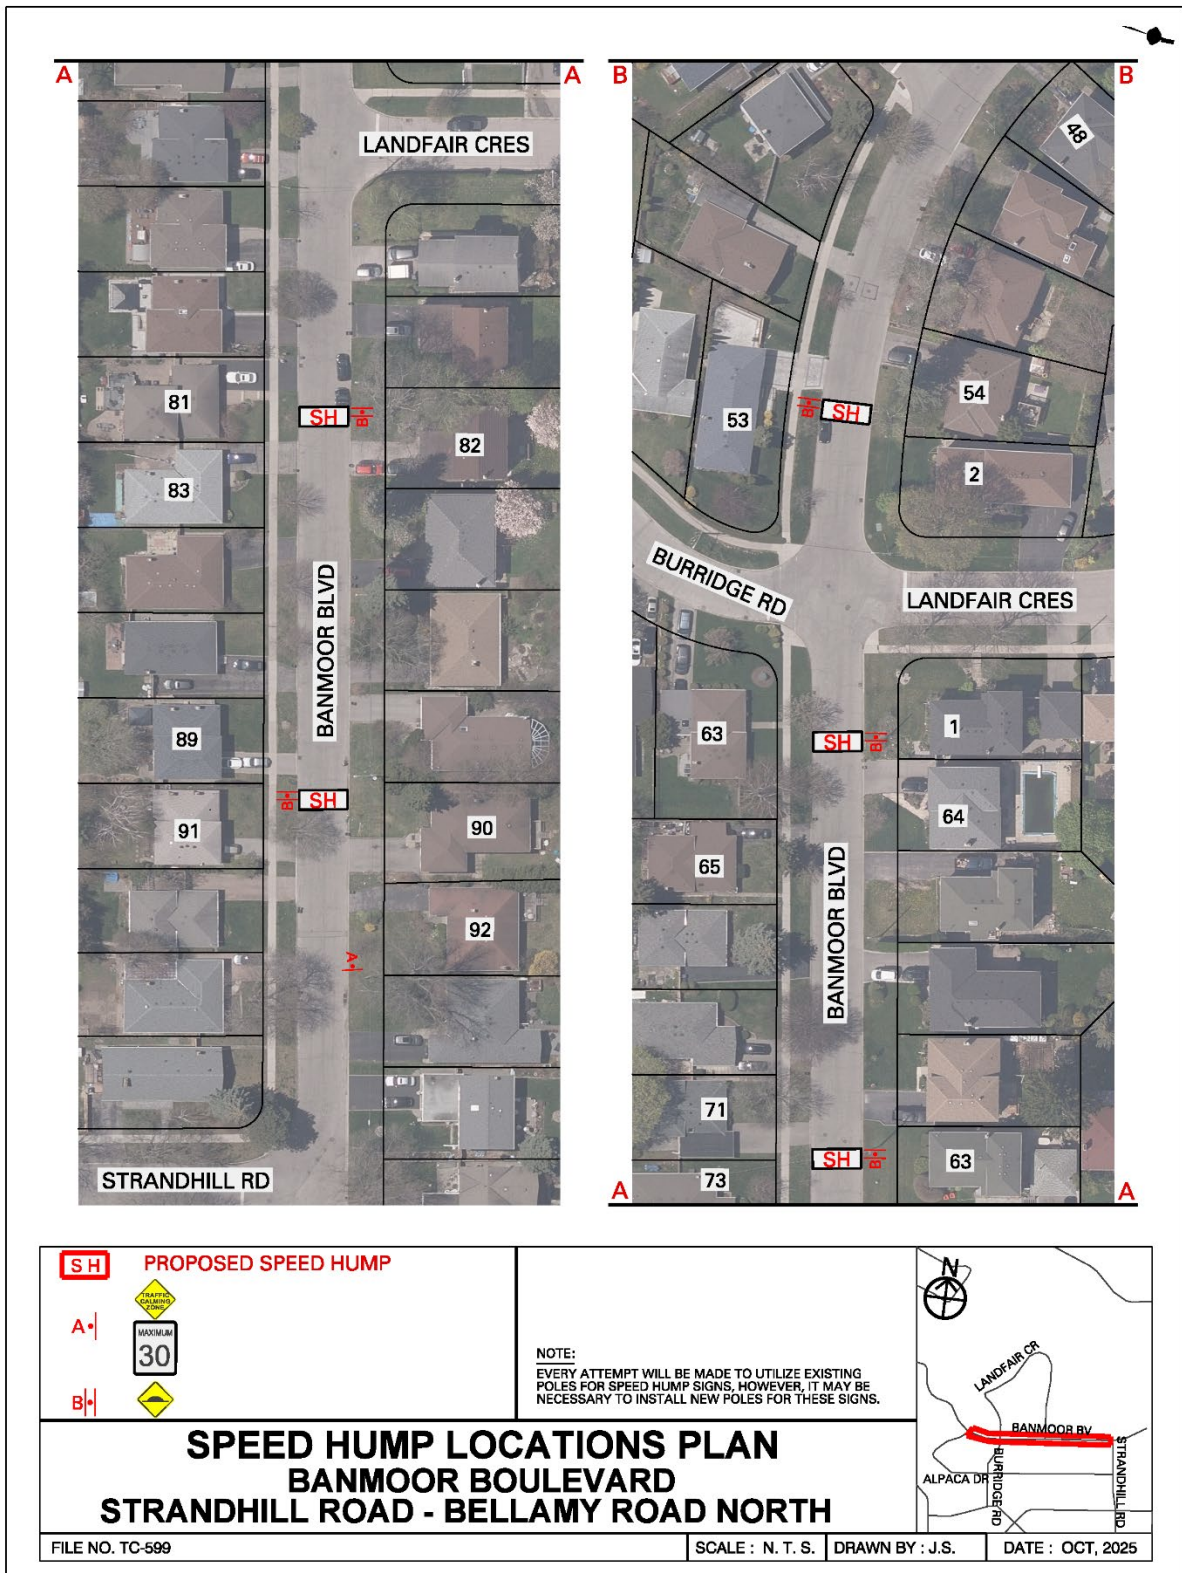 A
A
LANDFAIR CRES
81
SH
B
82
83
BANMOOR BLVD
89
B
SH
91
90
92
A
STRANDHILL RD
B
B
48
53
B
SH
54
2
BURRIDGE RD
LANDFAIR CRES
63
SH
B
1
64
65
BANMOOR BLVD
71
SH
B
63
73
A
A
SH
PROPOSED SPEED HUMP
TRAFFIC
CALMING
ZONE
A
MAXIMUM
30
B
NOTE:
EVERY ATTEMPT WILL BE MADE TO UTILIZE EXISTING
POLES FOR SPEED HUMP SIGNS, HOWEVER, IT MAY BE
NECESSARY TO INSTALL NEW POLES FOR THESE SIGNS.
N
LANDFAIR CR
BANMOOR BV
ALPACA DR
BURRIDGE RD
STRANDHILL RD
SPEED HUMP LOCATIONS PLAN
BANMOOR BOULEVARD
STRANDHILL ROAD - BELLAMY ROAD NORTH
FILE NO. TC-599
SCALE : N. T. S.
DRAWN BY : J.S.
DATE : OCT, 2025